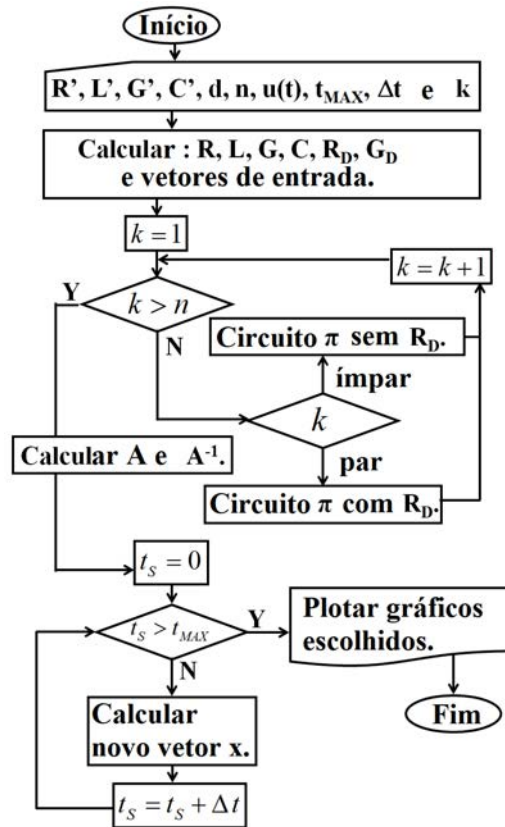 Início
R’, L’, G’, C’, d, n, u(t), tMAX, Δt e k
Calcular : R, L, G, C, RD, GD
e vetores de entrada.
k = 1
k = k + 1
Y
k > n
N
Circuito π sem RD.
ímpar
k
par
Circuito π com RD.
Calcular A e A-1.
tS = 0
tS > tMAX
Y
N
Plotar gráficos
escolhidos.
Calcular
novo vetor x.
Fim
tS = tS + Δt